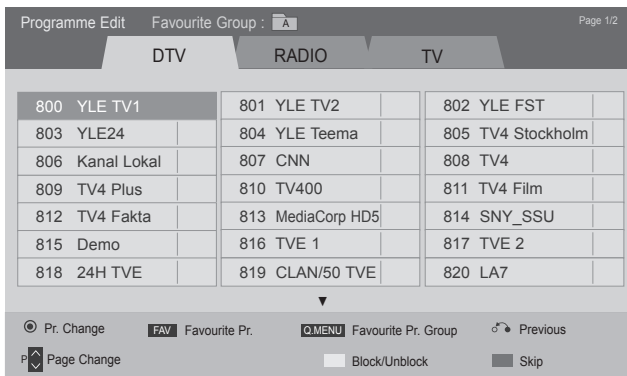 Programme Edit Favourite Group : A Page 1/2
DTV RADIO TV
800 YLE TV1 801 YLE TV2 802 YLE FST
803 YLE24 804 YLE Teema 805 TV4 Stockholm
806 Kanal Lokal 807 CNN 808 TV4
809 TV4 Plus 810 TV400 811 TV4 Film
812 TV4 Fakta 813 MediaCorp HD5 814 SNY_SSU
815 Demo 816 TVE 1 817 TVE 2
818 24H TVE 819 CLAN/50 TVE 820 LA7
Pr. Change FAV Favourite Pr. Q.MENU Favourite Pr. Group Previous
P Page Change Block/Unblock Skip